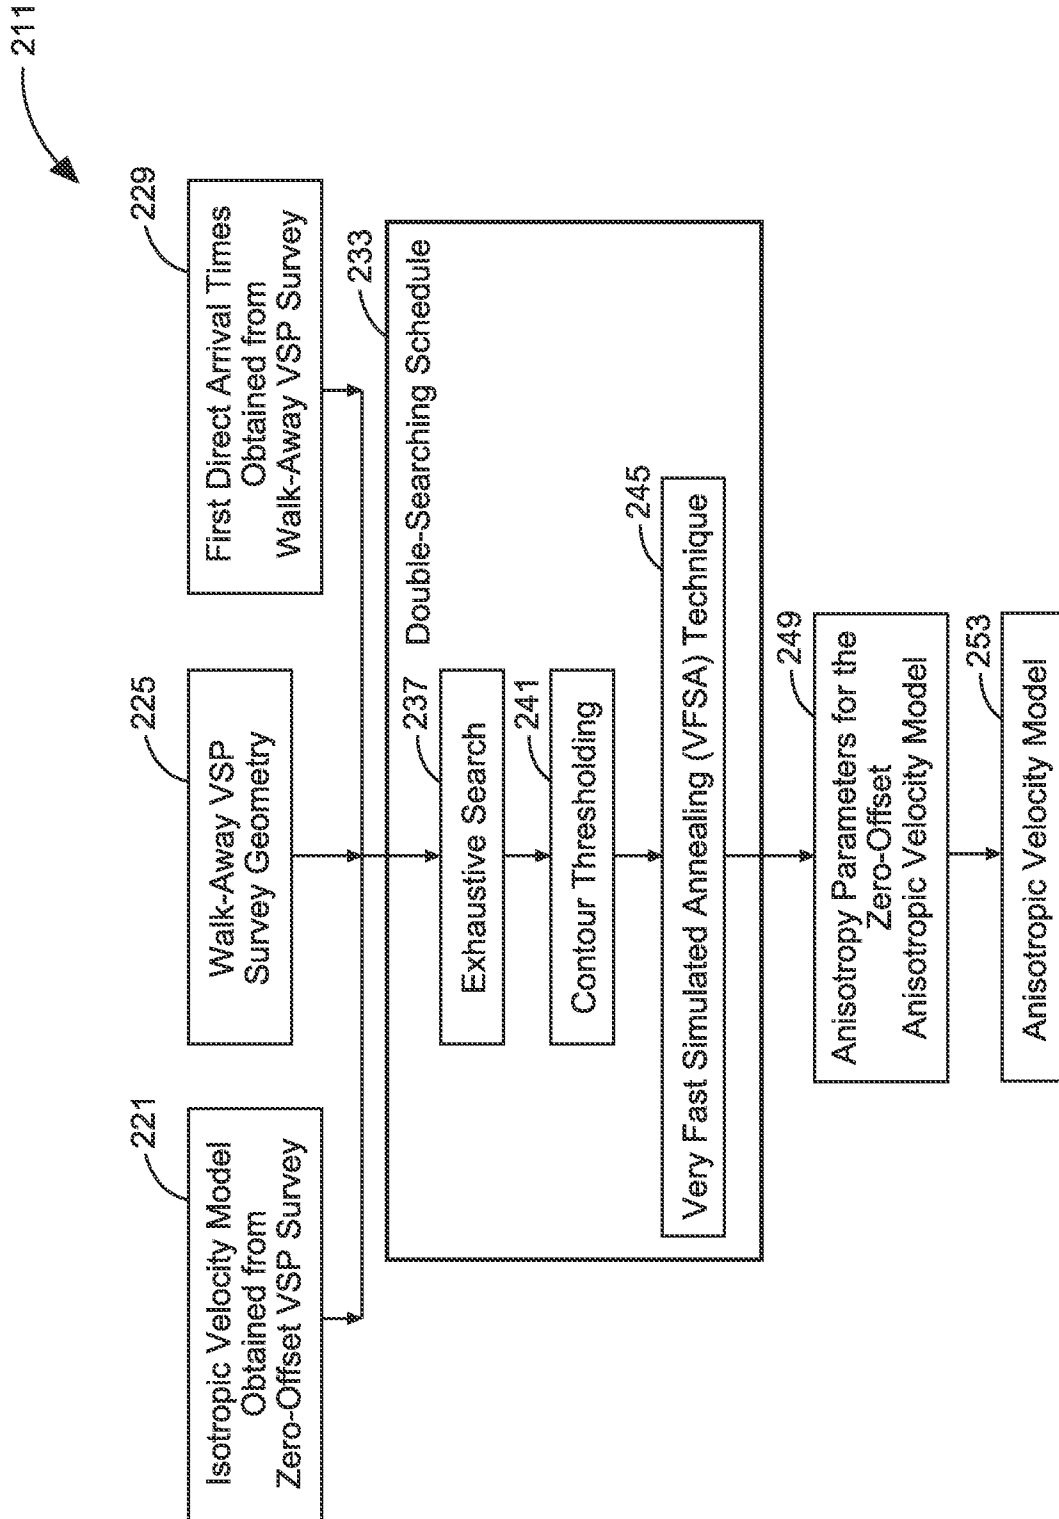 211
221
Isotropic Velocity Model
Obtained from
Zero-Offset VSP Survey
225
Walk-Away VSP
Survey Geometry
229
First Direct Arrival Times
Obtained from
Walk-Away VSP Survey
233
Double-Searching Schedule
237
Exhaustive Search
241
Contour Thresholding
245
Very Fast Simulated Annealing (VFSA) Technique
249
Anisotropy Parameters for the
Zero-Offset
Anisotropic Velocity Model
253
Anisotropic Velocity Model